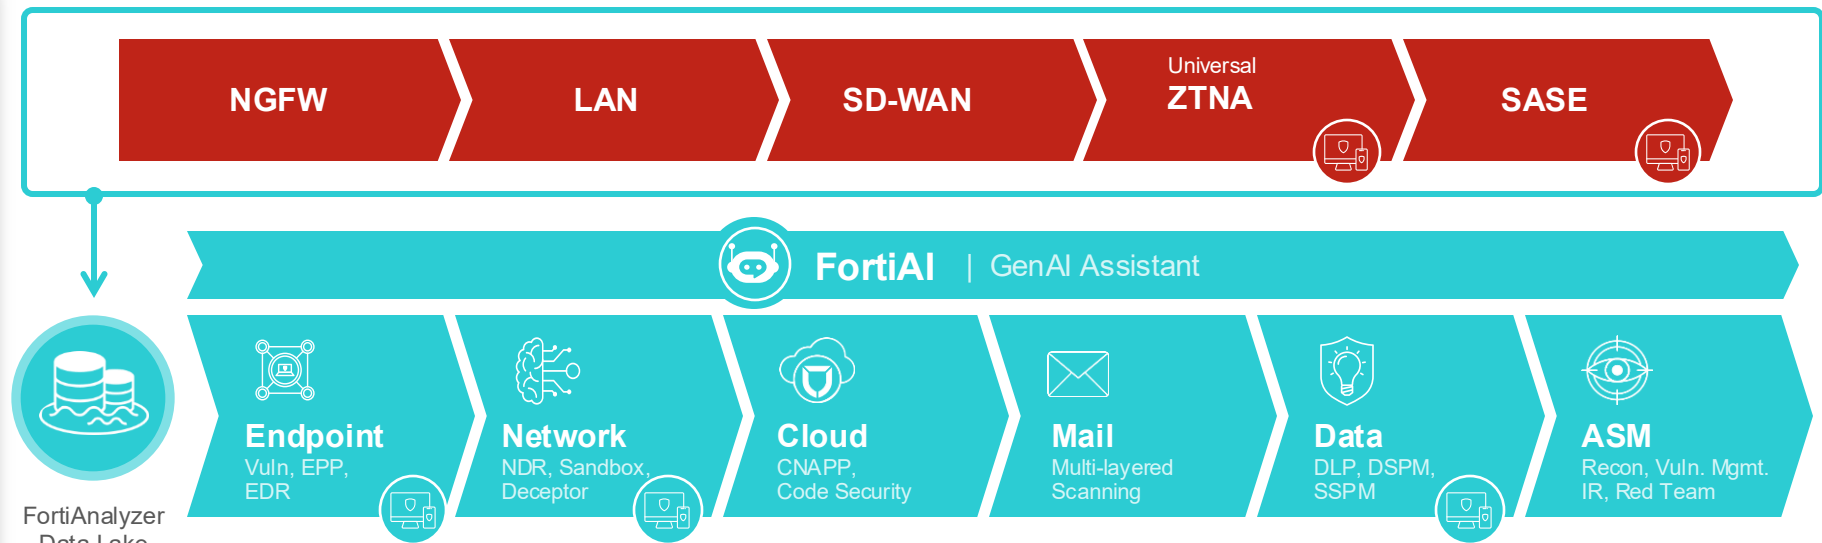 NGFW
LAN
SD-WAN
Universal
ZTNA
SASE
FortiAI | GenAI Assistant
Endpoint
Vuln, EPP,
EDR
Network
NDR, Sandbox,
Deceptor
Cloud
CNAPP,
Code Security
Mail
Multi-layered
Scanning
Data
DLP, DSPM,
SSPM
ASM
Recon, Vuln. Mgmt.
IR, Red Team
FortiAnalyzer
Data Lake